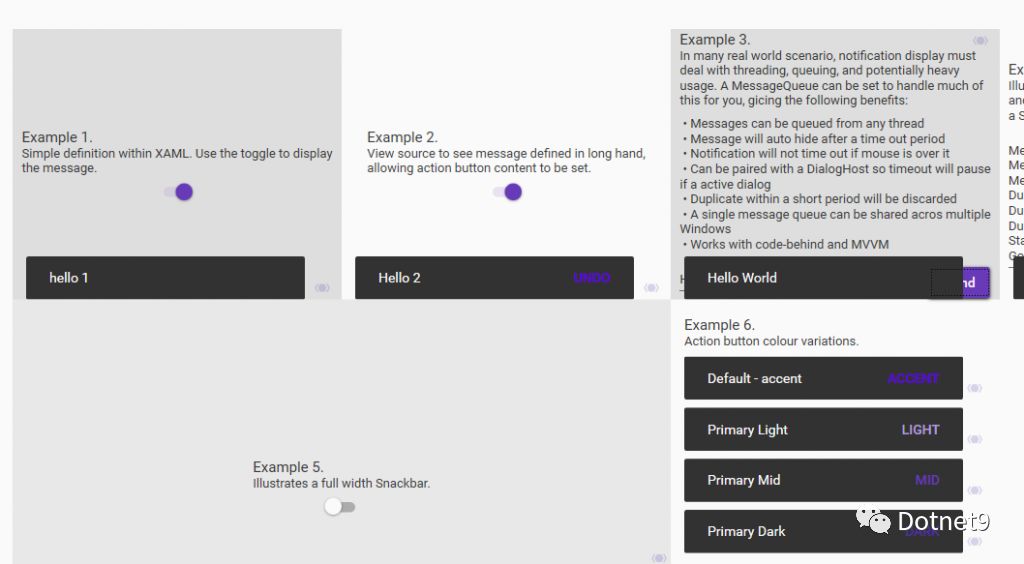 Example 1.
Simple definition within XAML. Use the toggle to display
the message.
hello 1
Example 2.
View source to see message defined in long hand,
allowing action button content to be set.
Hello 2 UNDO
Example 3.
In many real world scenario, notification display must
deal with threading, queuing, and potentially heavy
usage. A MessageQueue can be set to handle much of
this for you, gicing the following benefits:
• Messages can be queued from any thread
• Message will auto hide after a time out period
• Notification will not time out if mouse is over it
• Can be paired with a DialogHost so timeout will pause
if a active dialog
• Duplicate within a short period will be discarded
• A single message queue can be shared acros multiple
Windows
• Works with code-behind and MVVM
Hello World
nd
Ex
Illu
and
a S
Me
Me
Me
Du
Du
Du
Sta
Go
Example 5.
Illustrates a full width Snackbar.
Example 6.
Action button colour variations.
Default - accent ACCENT
Primary Light LIGHT
Primary Mid MID
Primary Dark DARK
Dotnet9